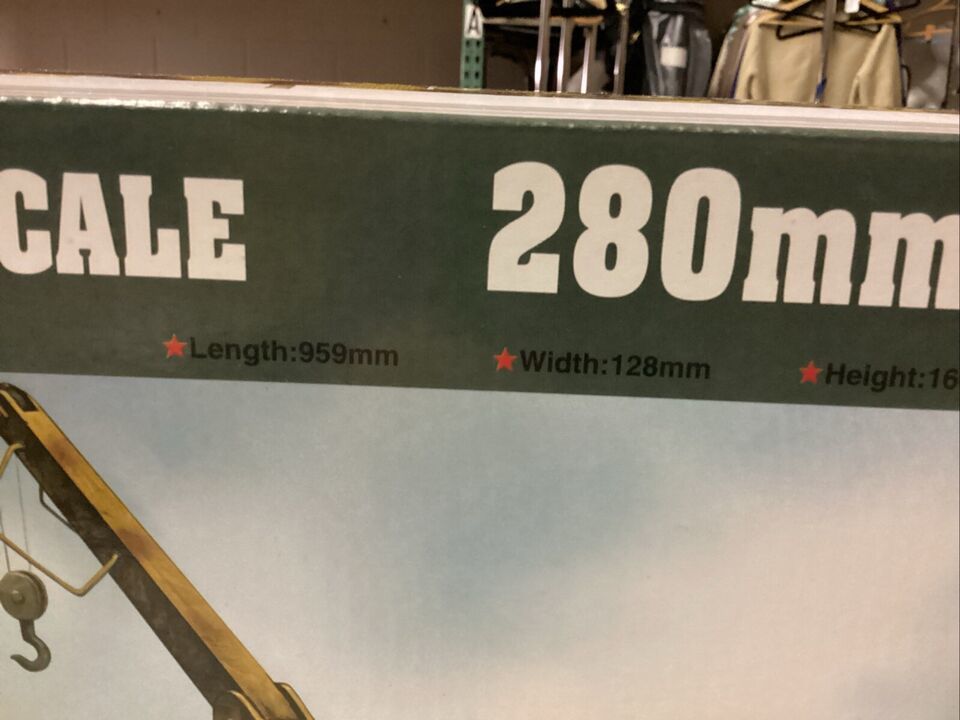 A
CALE 280mm
Length:959mm Width:128mm Height:16